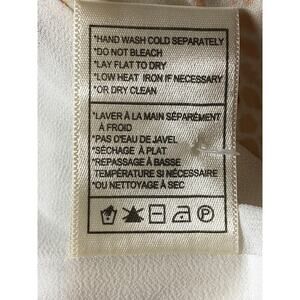 *HAND WASH COLD SEPARATELY
*DO NOT BLEACH
*LAY FLAT TO DRY
*LOW HEAT IRON IF NECESSARY
*OR DRY CLEAN
*LAVER À LA MAIN SÉPARÉMENT
À FROID
*PAS D'EAU DE JAVEL
*SÉCHAGE À PLAT
*REPASSAGE À BASSE
TEMPÉRATURE SI NÉCESSAIRE
*OU NETTOYAGE À SEC
P